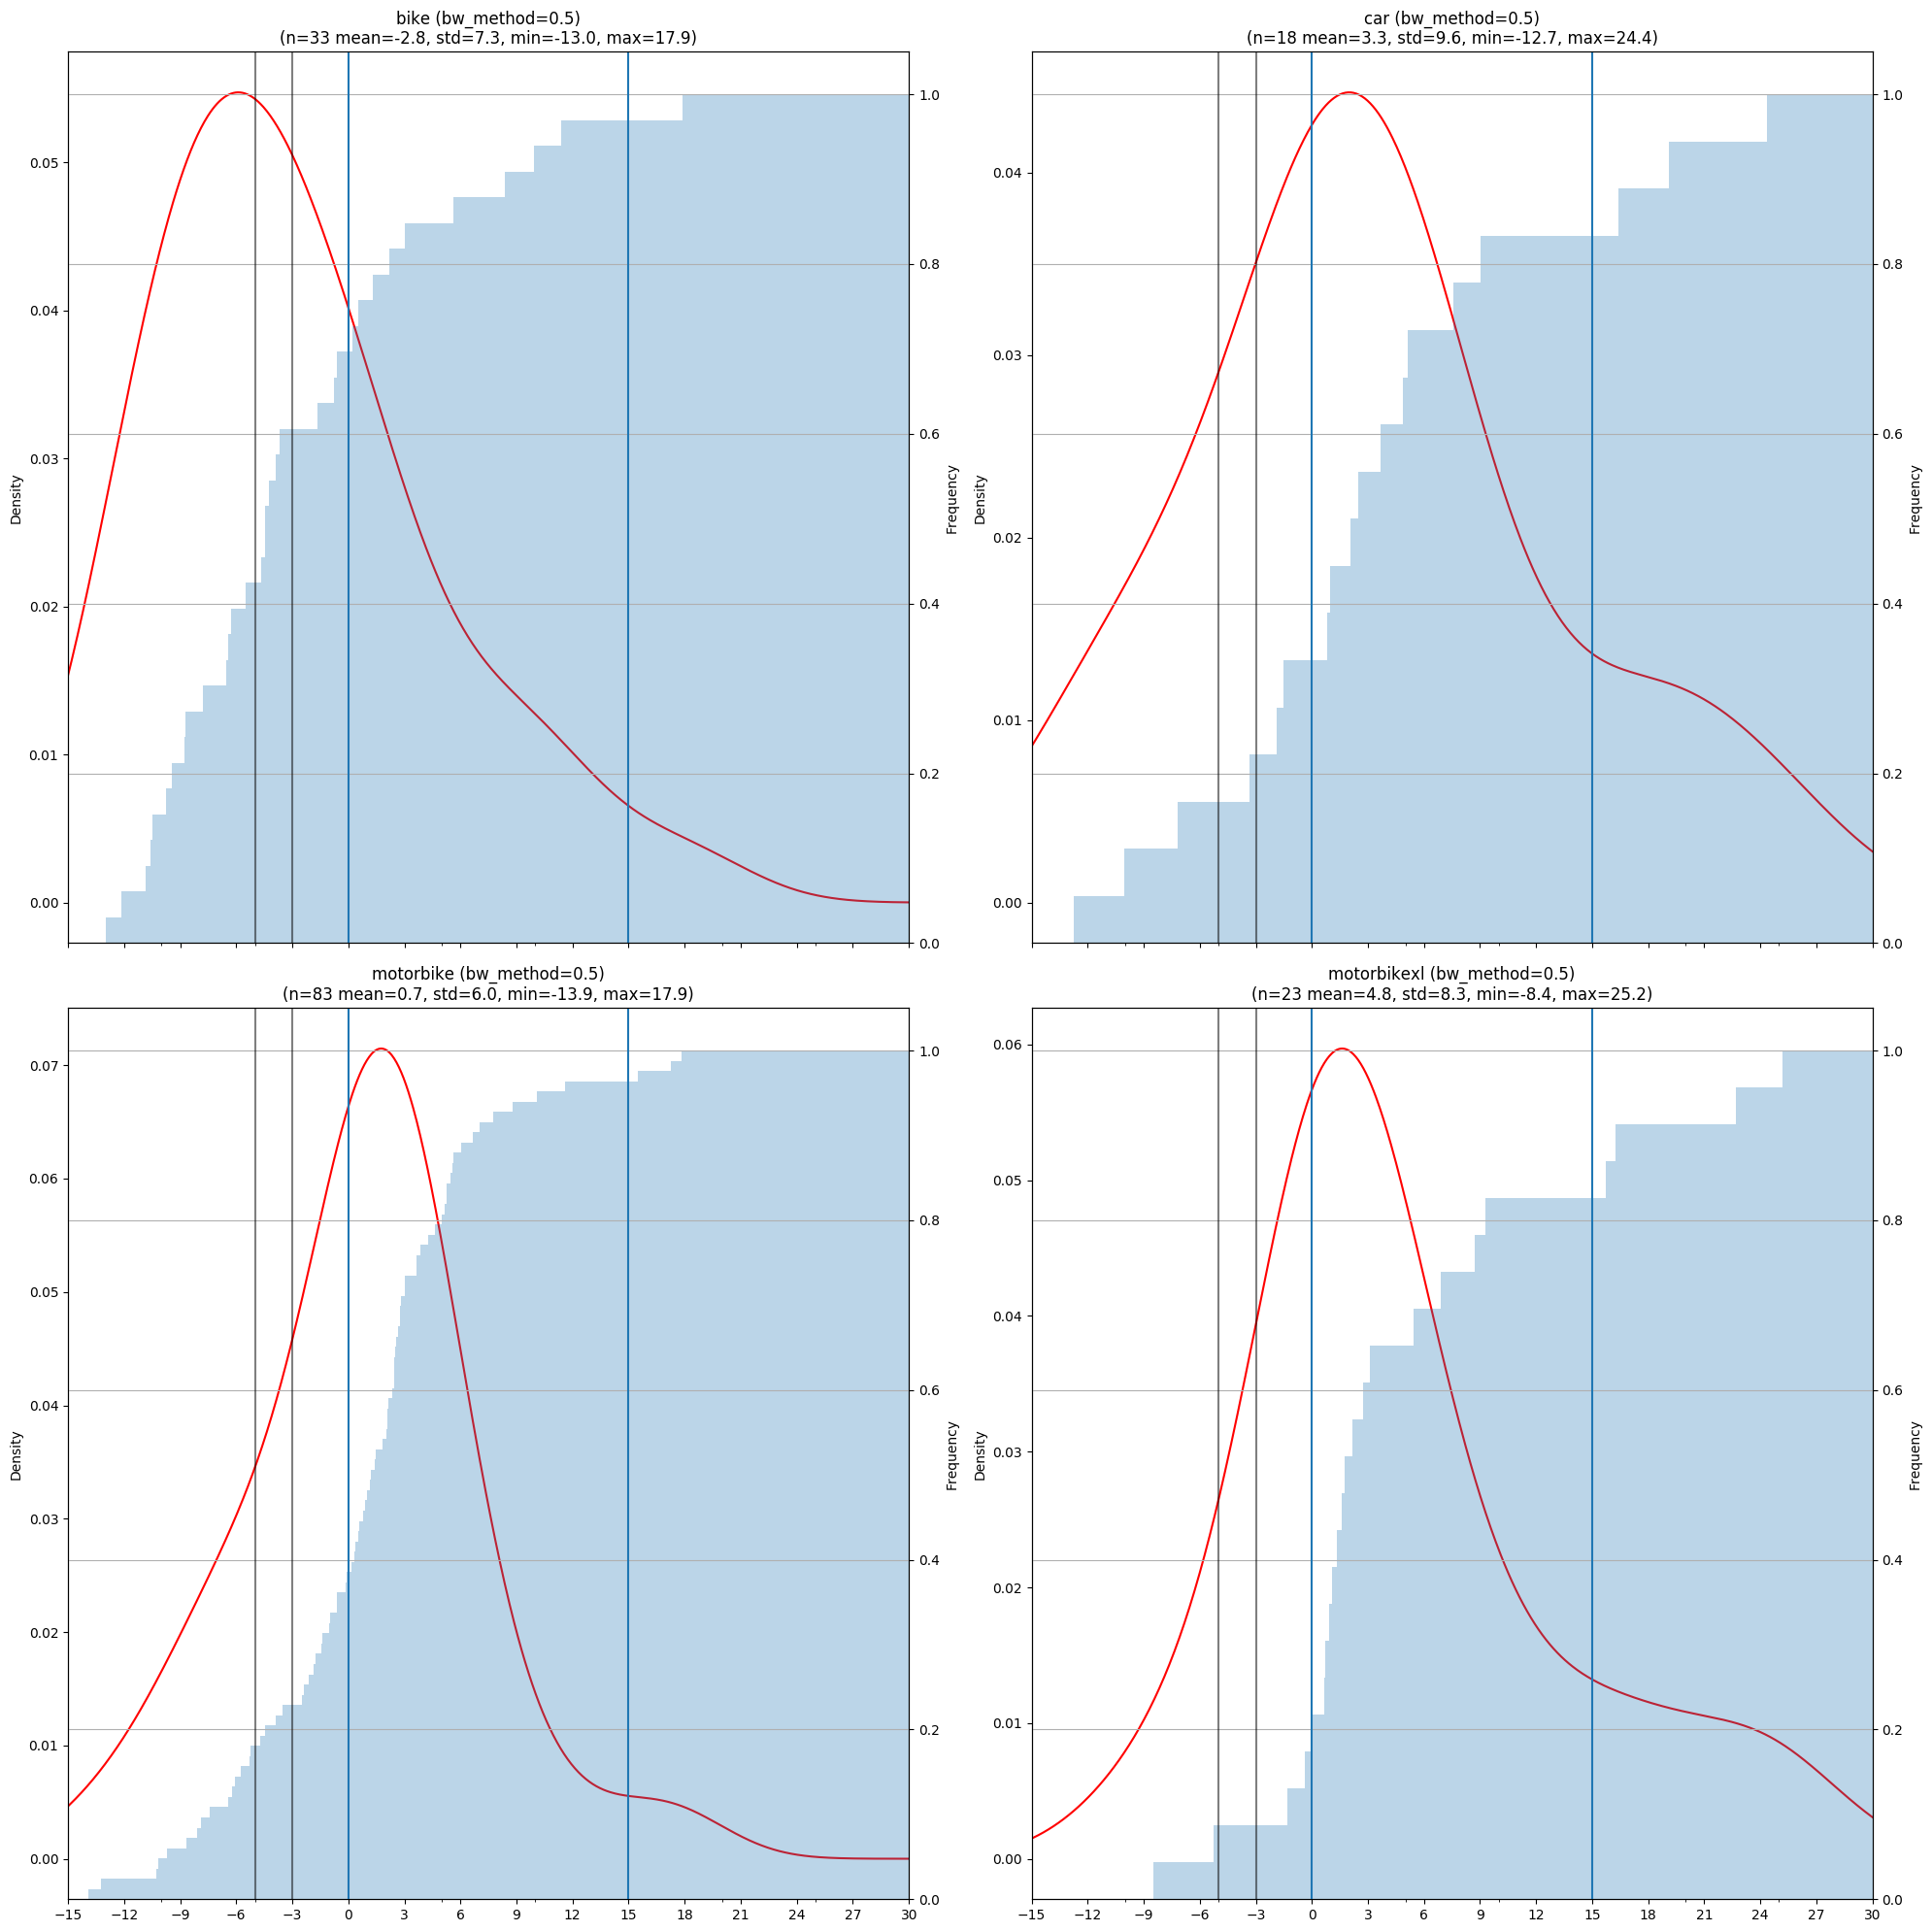 bike (bw_method=0.5)
(n=33 mean=-2.8, std=7.3, min=-13.0, max=17.9)
Density
0.05
0.04
0.03
0.02
0.01
0.00
1.0
0.8
0.6
0.4
0.2
0.0
Frequency
car (bw_method=0.5)
(n=18 mean=3.3, std=9.6, min=-12.7, max=24.4)
Density
0.04
0.03
0.02
0.01
0.00
1.0
0.8
0.6
0.4
0.2
0.0
Frequency
motorbike (bw_method=0.5)
(n=83 mean=0.7, std=6.0, min=-13.9, max=17.9)
Density
0.07
0.06
0.05
0.04
0.03
0.02
0.01
0.00
1.0
0.8
0.6
0.4
0.2
0.0
Frequency
−15 −12 −9 −6 −3 0 3 6 9 12 15 18 21 24 27 30
motorbikexl (bw_method=0.5)
(n=23 mean=4.8, std=8.3, min=-8.4, max=25.2)
Density
0.06
0.05
0.04
0.03
0.02
0.01
0.00
1.0
0.8
0.6
0.4
0.2
0.0
Frequency
−15 −12 −9 −6 −3 0 3 6 9 12 15 18 21 24 27 30